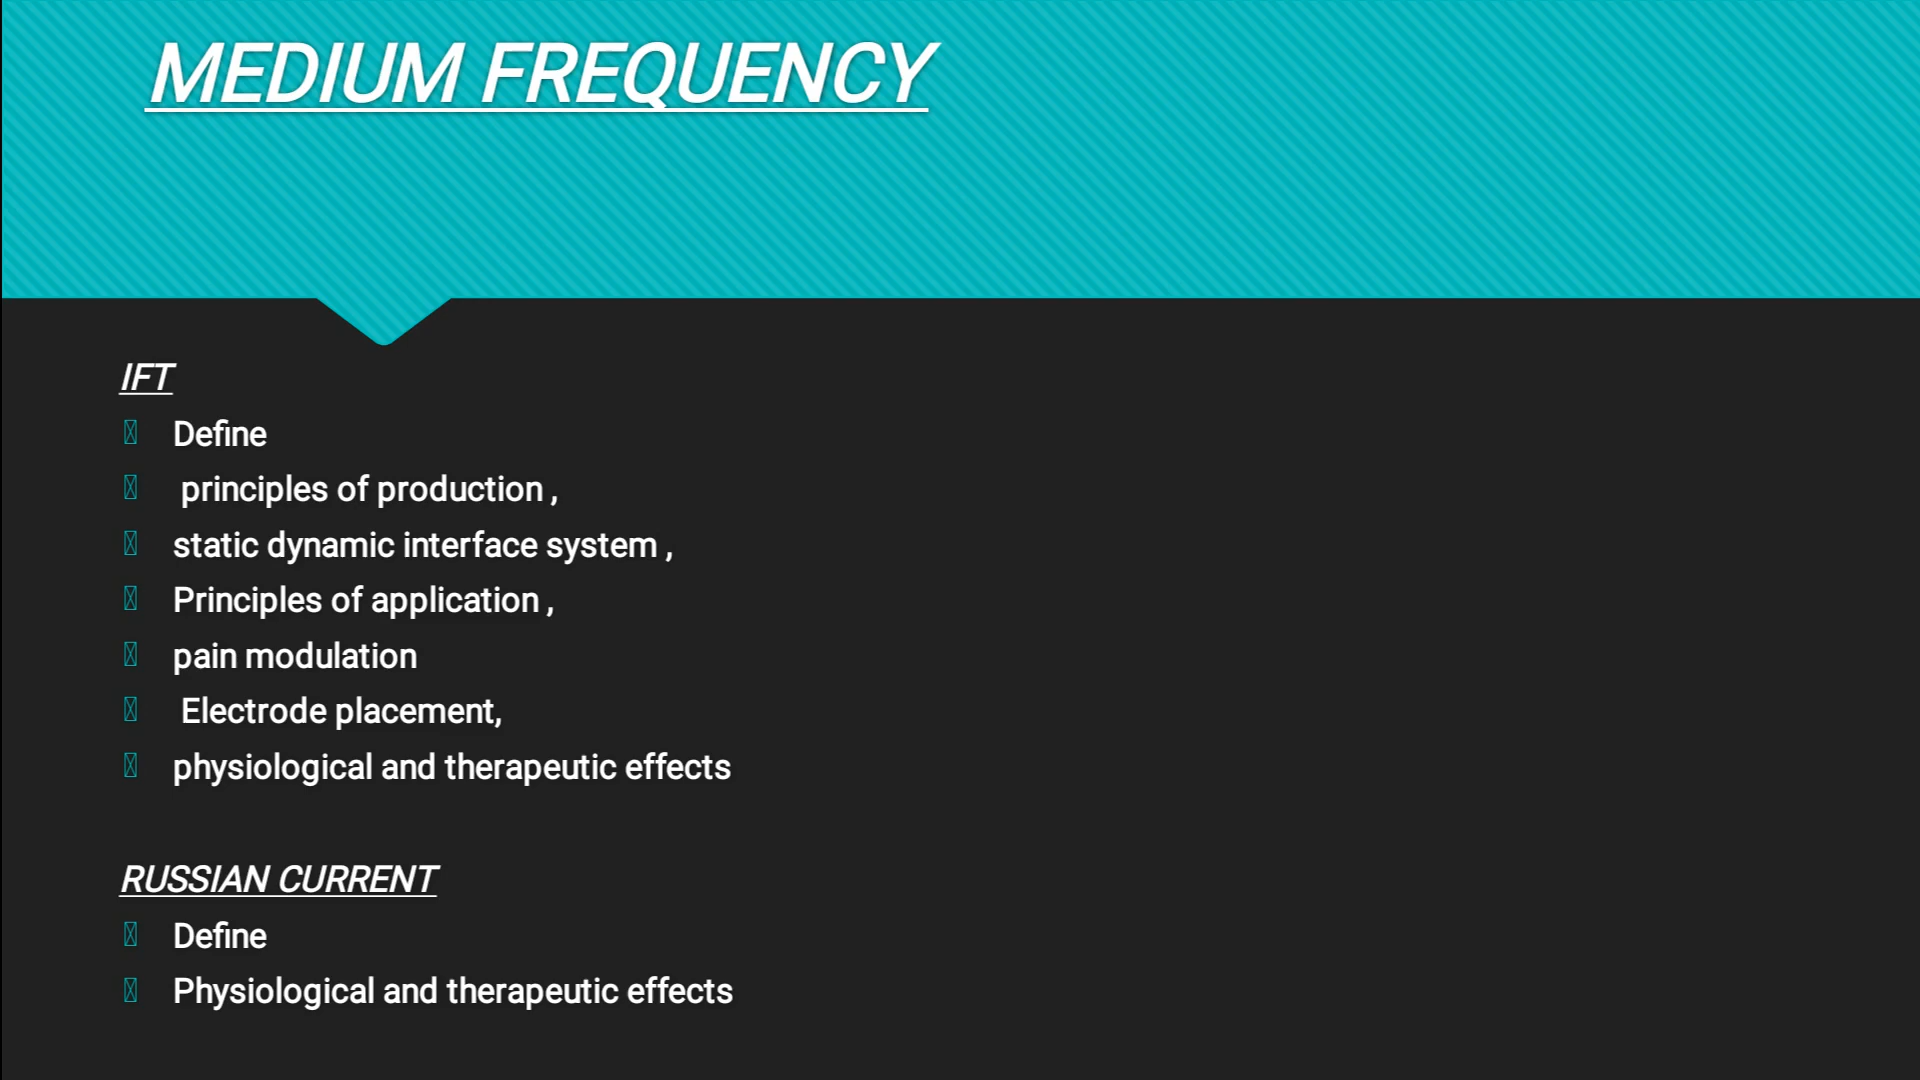 MEDIUM FREQUENCY
IFT
Define
principles of production ,
static dynamic interface system ,
Principles of application ,
pain modulation
Electrode placement,
physiological and therapeutic effects
RUSSIAN CURRENT
Define
Physiological and therapeutic effects